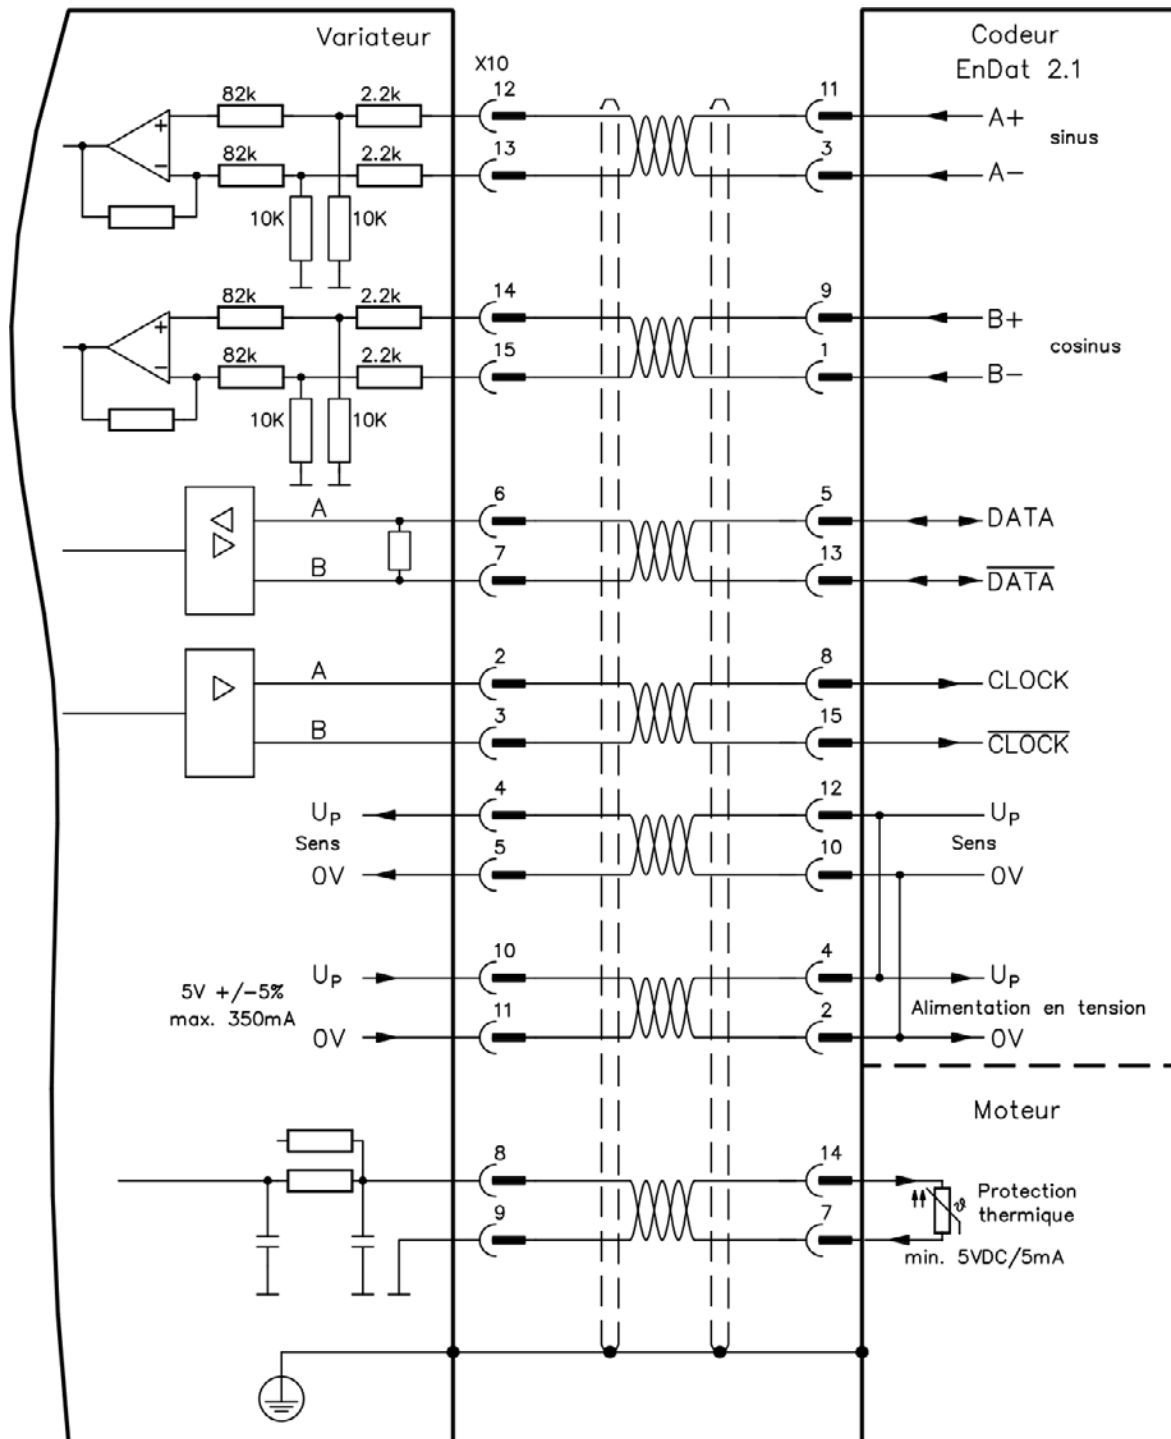 Variateur
Codeur
EnDat 2.1
X10
82k 2.2k 12 11 A+
sinus
82k 2.2k 13 3 A-
10K 10K
82k 2.2k 14 9 B+
cosinus
82k 2.2k 15 1 B-
10K 10K
A 6 5 DATA
B 7 13 DATA
A 2 8 CLOCK
B 3 15 CLOCK
UP 4 12 UP
Sens Sens
0V 5 10 0V
UP 10 4 UP
5V +/-5%
max. 350mA
Alimentation en tension
0V 11 2 0V
Moteur
8 14
Protection
thermique
9 7
ϑ
min. 5VDC/5mA